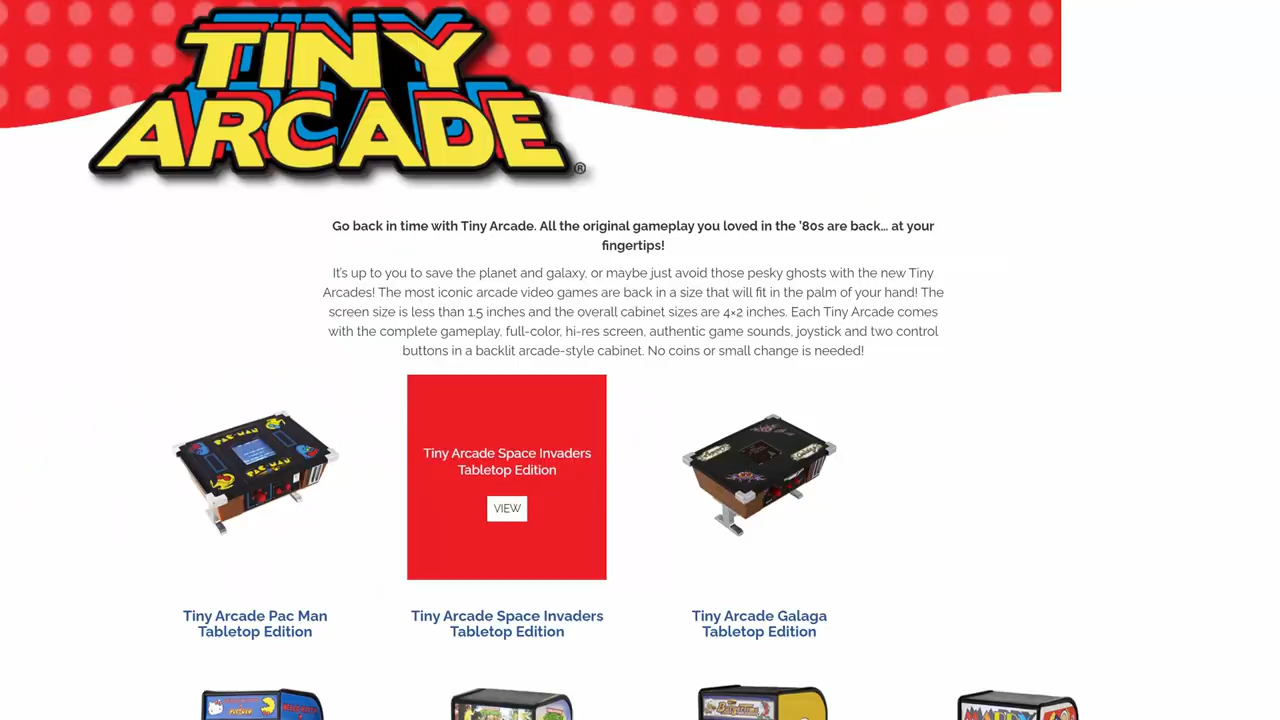 TINY
ARCADE®
Go back in time with Tiny Arcade. All the original gameplay you loved in the '80s are back… at your
fingertips!
It's up to you to save the planet and galaxy, or maybe just avoid those pesky ghosts with the new Tiny
Arcades! The most iconic arcade video games are back in a size that will fit in the palm of your hand! The
screen size is less than 1.5 inches and the overall cabinet sizes are 4×2 inches. Each Tiny Arcade comes
with the complete gameplay, full-color, hi-res screen, authentic game sounds, joystick and two control
buttons in a backlit arcade-style cabinet. No coins or small change is needed!
PAC-MAN
PAC-MAN
Tiny Arcade Space Invaders
Tabletop Edition
VIEW
Tiny Arcade Pac Man
Tabletop Edition
Tiny Arcade Space Invaders
Tabletop Edition
Tiny Arcade Galaga
Tabletop Edition